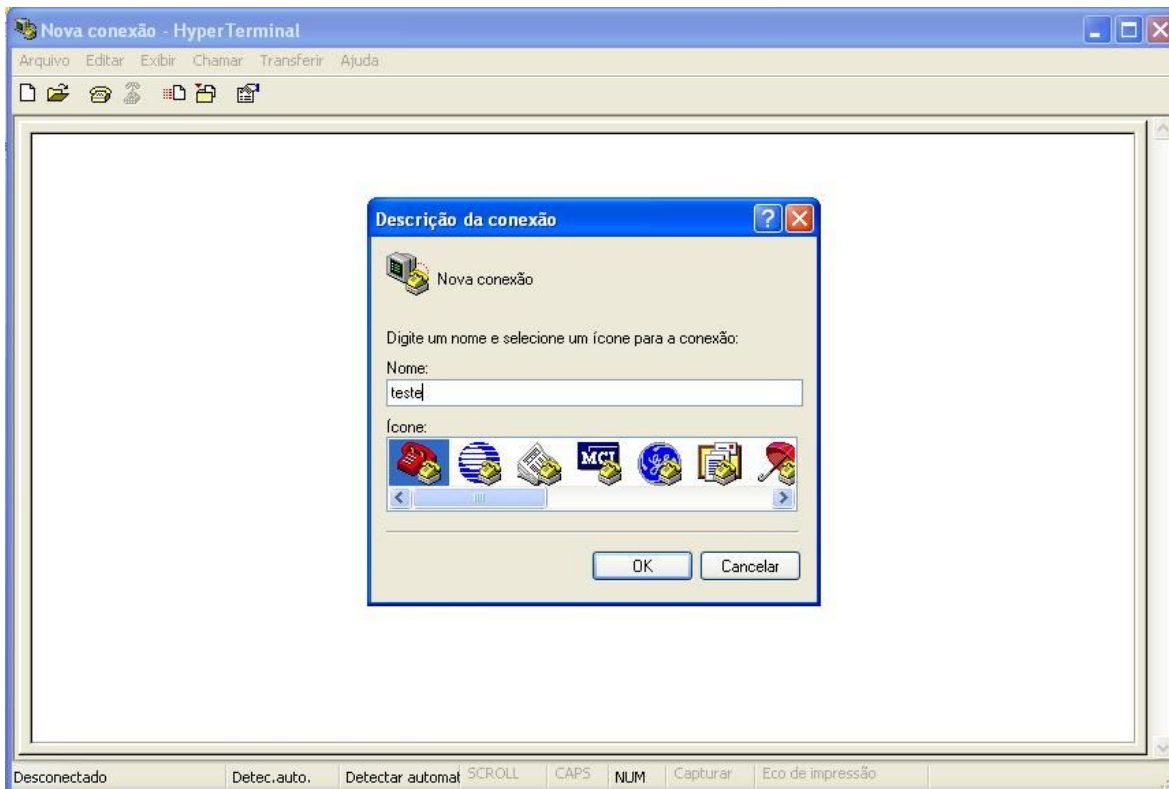 Nova conexão - HyperTerminal
Arquivo Editar Exibir Chamar Transferir Ajuda
Descrição da conexão
Nova conexão
Digite um nome e selecione um ícone para a conexão:
Nome:
teste
Ícone:
MCI
OK Cancelar
Desconectado Detec.auto. Detectar automat SCROLL CAPS NUM Capturar Eco de impressão